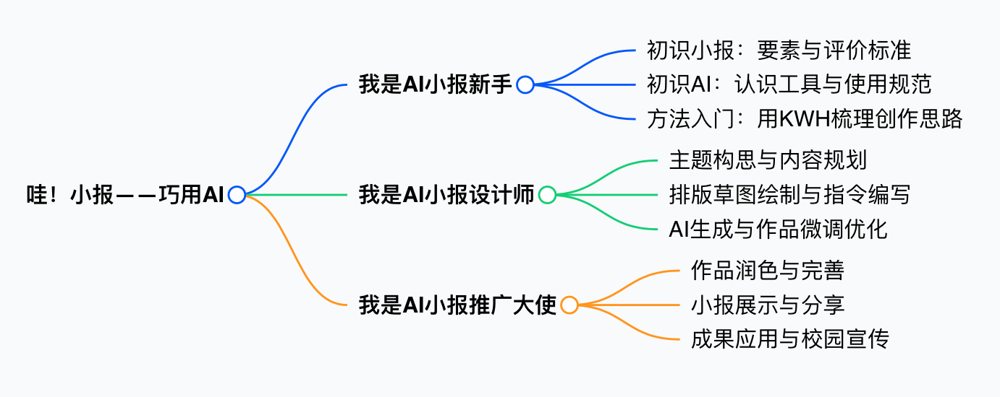 哇！小报——巧用AI
我是AI小报新手
初识小报：要素与评价标准
初识AI：认识工具与使用规范
方法入门：用KWH梳理创作思路
我是AI小报设计师
主题构思与内容规划
排版草图绘制与指令编写
AI生成与作品微调优化
我是AI小报推广大使
作品润色与完善
小报展示与分享
成果应用与校园宣传